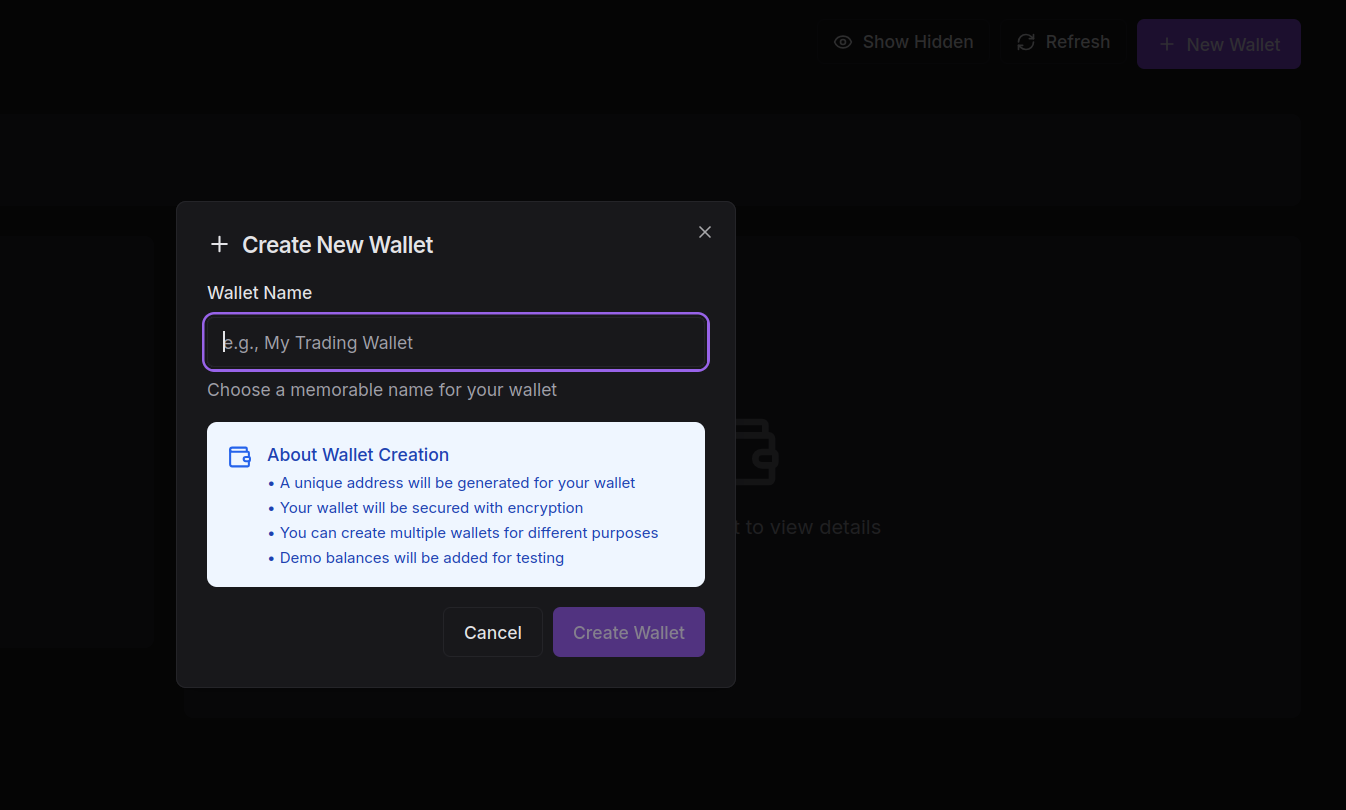 Show Hidden
Refresh
New Wallet
Create New Wallet
Wallet Name
e.g., My Trading Wallet
Choose a memorable name for your wallet
About Wallet Creation
• A unique address will be generated for your wallet
• Your wallet will be secured with encryption
• You can create multiple wallets for different purposes
• Demo balances will be added for testing
to view details
Cancel
Create Wallet